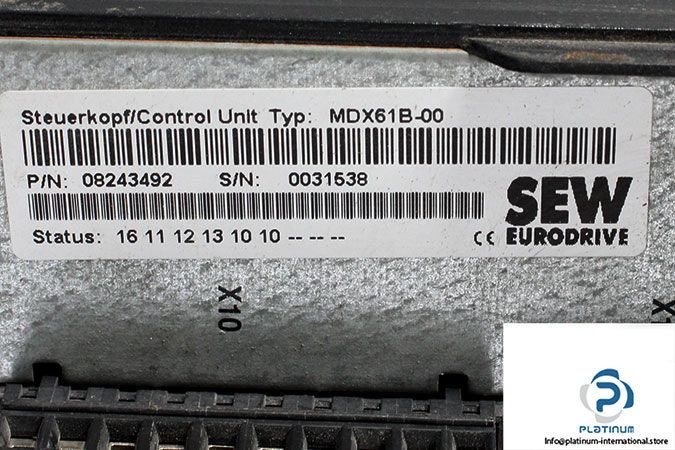 Steuerkopf/Control Unit Typ: MDX61B-00
P/N: 08243492 S/N: 0031538
Status: 16 11 12 13 10 10 -- -- --
CE
SEW
EURODRIVE
X10
PLATINUM
Info@platinum-international.store